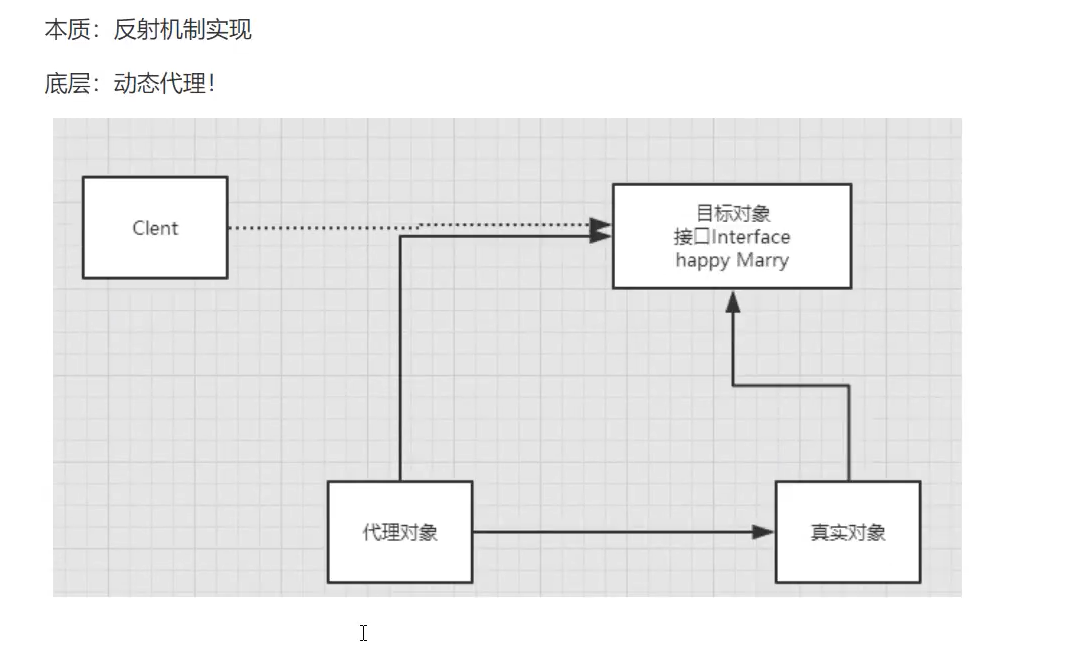 本质：反射机制实现
底层：动态代理！
Clent
目标对象
接口Interface
happy Marry
代理对象
真实对象